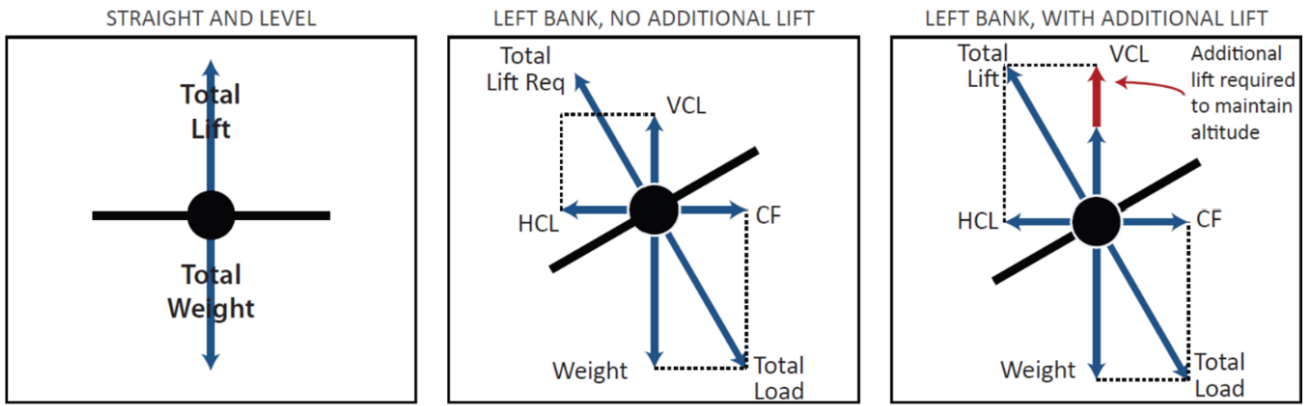 STRAIGHT AND LEVEL
Total
Lift
Total
Weight
LEFT BANK, NO ADDITIONAL LIFT
Total
Lift Req
VCL
HCL
CF
Weight
Total
Load
LEFT BANK, WITH ADDITIONAL LIFT
Total
Lift
VCL
Additional
lift required
to maintain
altitude
HCL
CF
Weight
Total
Load